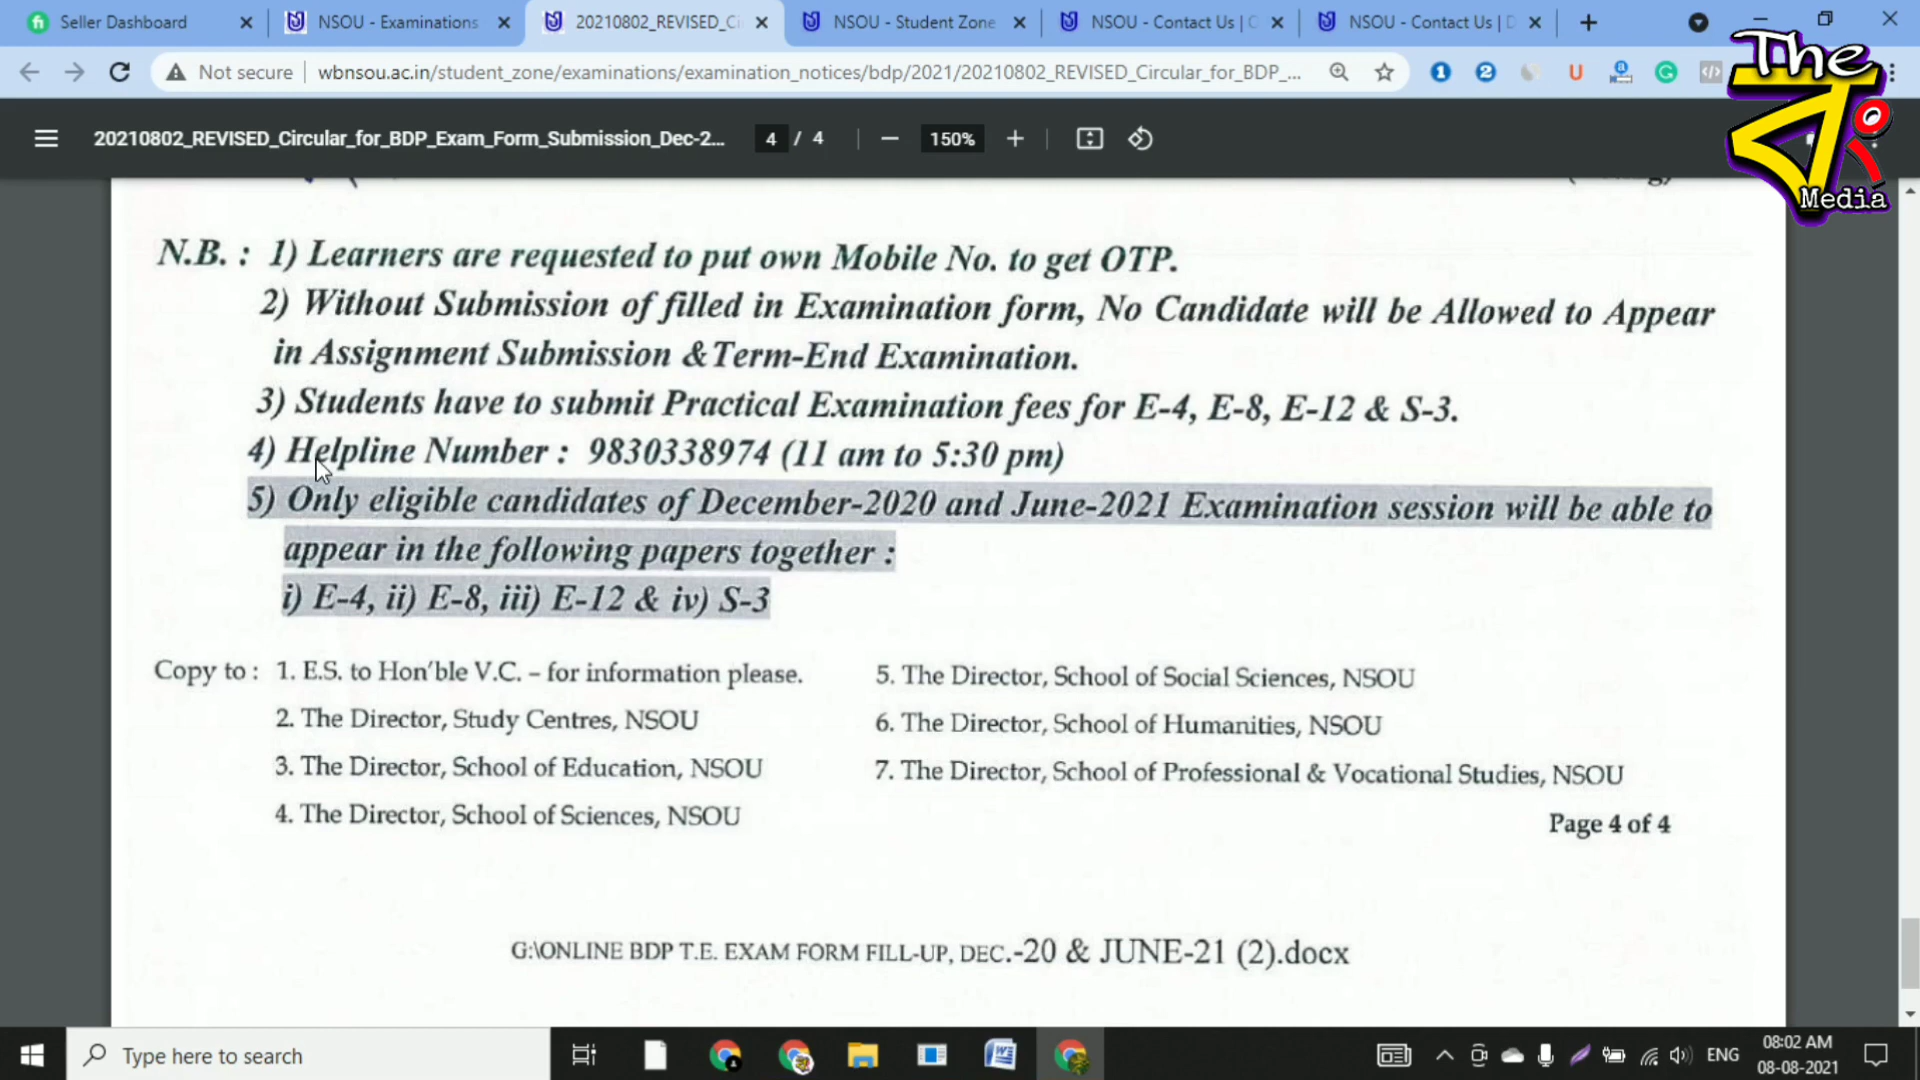 Seller Dashboard
NSOU - Examinations
20210802_REVISED_Ci
NSOU - Student Zone
NSOU - Contact Us |
NSOU - Contact Us |
Not secure
wbnsou.ac.in/student_zone/examinations/examination_notices/bdp/2021/20210802_REVISED_Circular_for_BDP_...
The
Media
20210802_REVISED_Circular_for_BDP_Exam_Form_Submission_Dec-2...
4 / 4
150%
N.B. : 1) Learners are requested to put own Mobile No. to get OTP.
2) Without Submission of filled in Examination form, No Candidate will be Allowed to Appear
in Assignment Submission &Term-End Examination.
3) Students have to submit Practical Examination fees for E-4, E-8, E-12 & S-3.
4) Helpline Number : 9830338974 (11 am to 5:30 pm)
5) Only eligible candidates of December-2020 and June-2021 Examination session will be able to
appear in the following papers together :
i) E-4, ii) E-8, iii) E-12 & iv) S-3
Copy to : 1. E.S. to Hon'ble V.C. – for information please.
2. The Director, Study Centres, NSOU
3. The Director, School of Education, NSOU
4. The Director, School of Sciences, NSOU
5. The Director, School of Social Sciences, NSOU
6. The Director, School of Humanities, NSOU
7. The Director, School of Professional & Vocational Studies, NSOU
Page 4 of 4
G:\ONLINE BDP T.E. EXAM FORM FILL-UP, DEC.-20 & JUNE-21 (2).docx
Type here to search
ENG
08:02 AM
08-08-2021